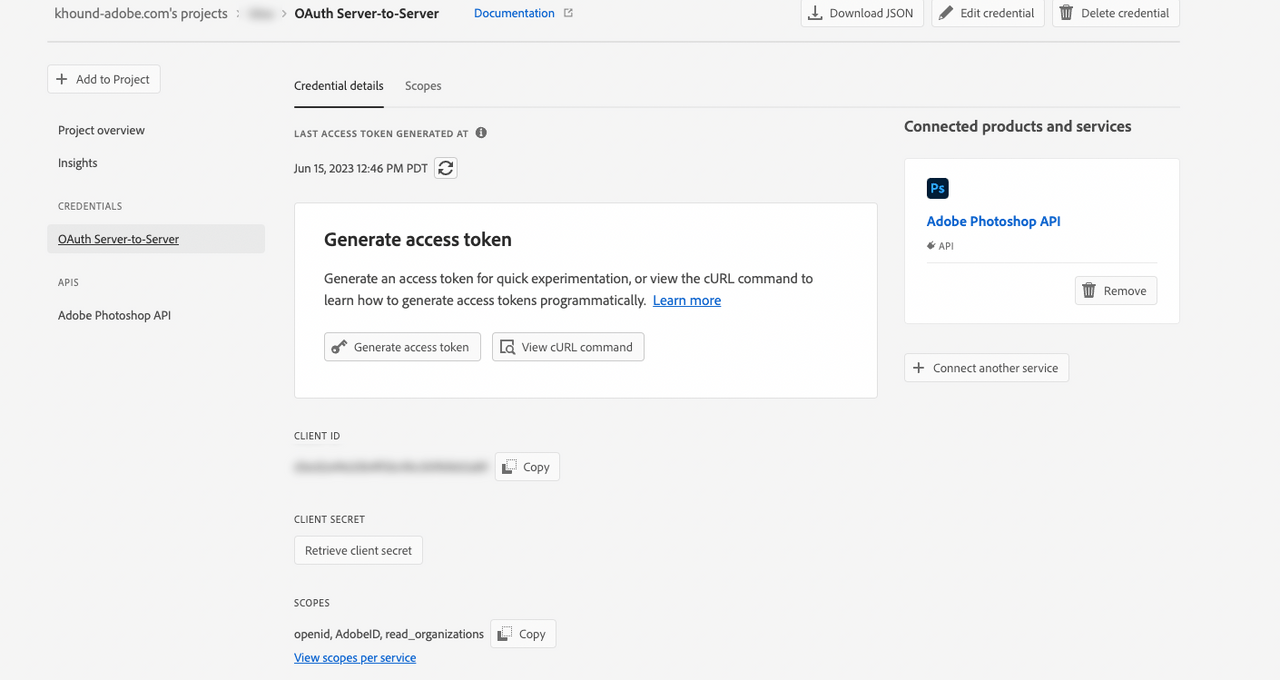 khound-adobe.com's projects > > OAuth Server-to-Server Documentation Download JSON Edit credential Delete credential
+ Add to Project
Project overview
Insights
CREDENTIALS
OAuth Server-to-Server
APIS
Adobe Photoshop API
Credential details Scopes
LAST ACCESS TOKEN GENERATED AT
Jun 15, 2023 12:46 PM PDT
Generate access token
Generate an access token for quick experimentation, or view the cURL command to
learn how to generate access tokens programmatically. Learn more
Generate access token View cURL command
CLIENT ID
Copy
CLIENT SECRET
Retrieve client secret
SCOPES
openid, AdobeID, read_organizations Copy
View scopes per service
Connected products and services
Ps
Adobe Photoshop API
API
Remove
+ Connect another service